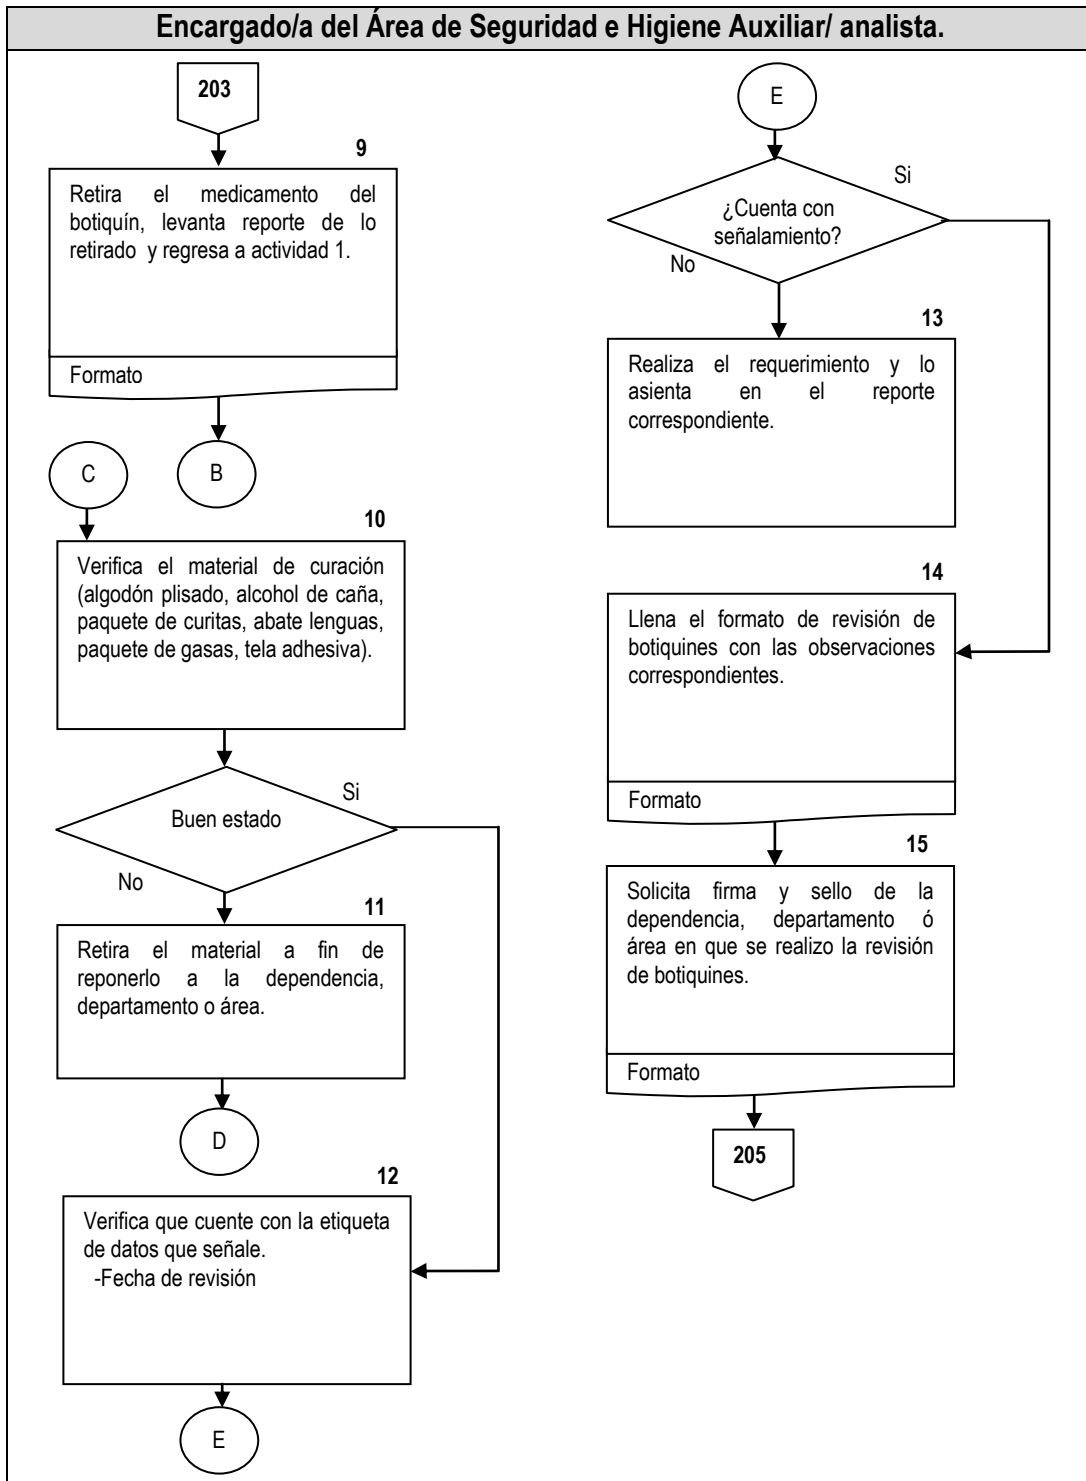 Encargado/a del Área de Seguridad e Higiene Auxiliar/ analista.
203
9
Retira el medicamento del
botiquín, levanta reporte de lo
retirado y regresa a actividad 1.
Formato
C
B
10
Verifica el material de curación
(algodón plisado, alcohol de caña,
paquete de curitas, abate lenguas,
paquete de gasas, tela adhesiva).
Buen estado
Si
No
11
Retira el material a fin de
reponerlo a la dependencia,
departamento o área.
D
12
Verifica que cuente con la etiqueta
de datos que señale.
-Fecha de revisión
E
E
¿Cuenta con
señalamiento?
Si
No
13
Realiza el requerimiento y lo
asienta en el reporte
correspondiente.
14
Llena el formato de revisión de
botiquines con las observaciones
correspondientes.
Formato
15
Solicita firma y sello de la
dependencia, departamento ó
área en que se realizo la revisión
de botiquines.
Formato
205